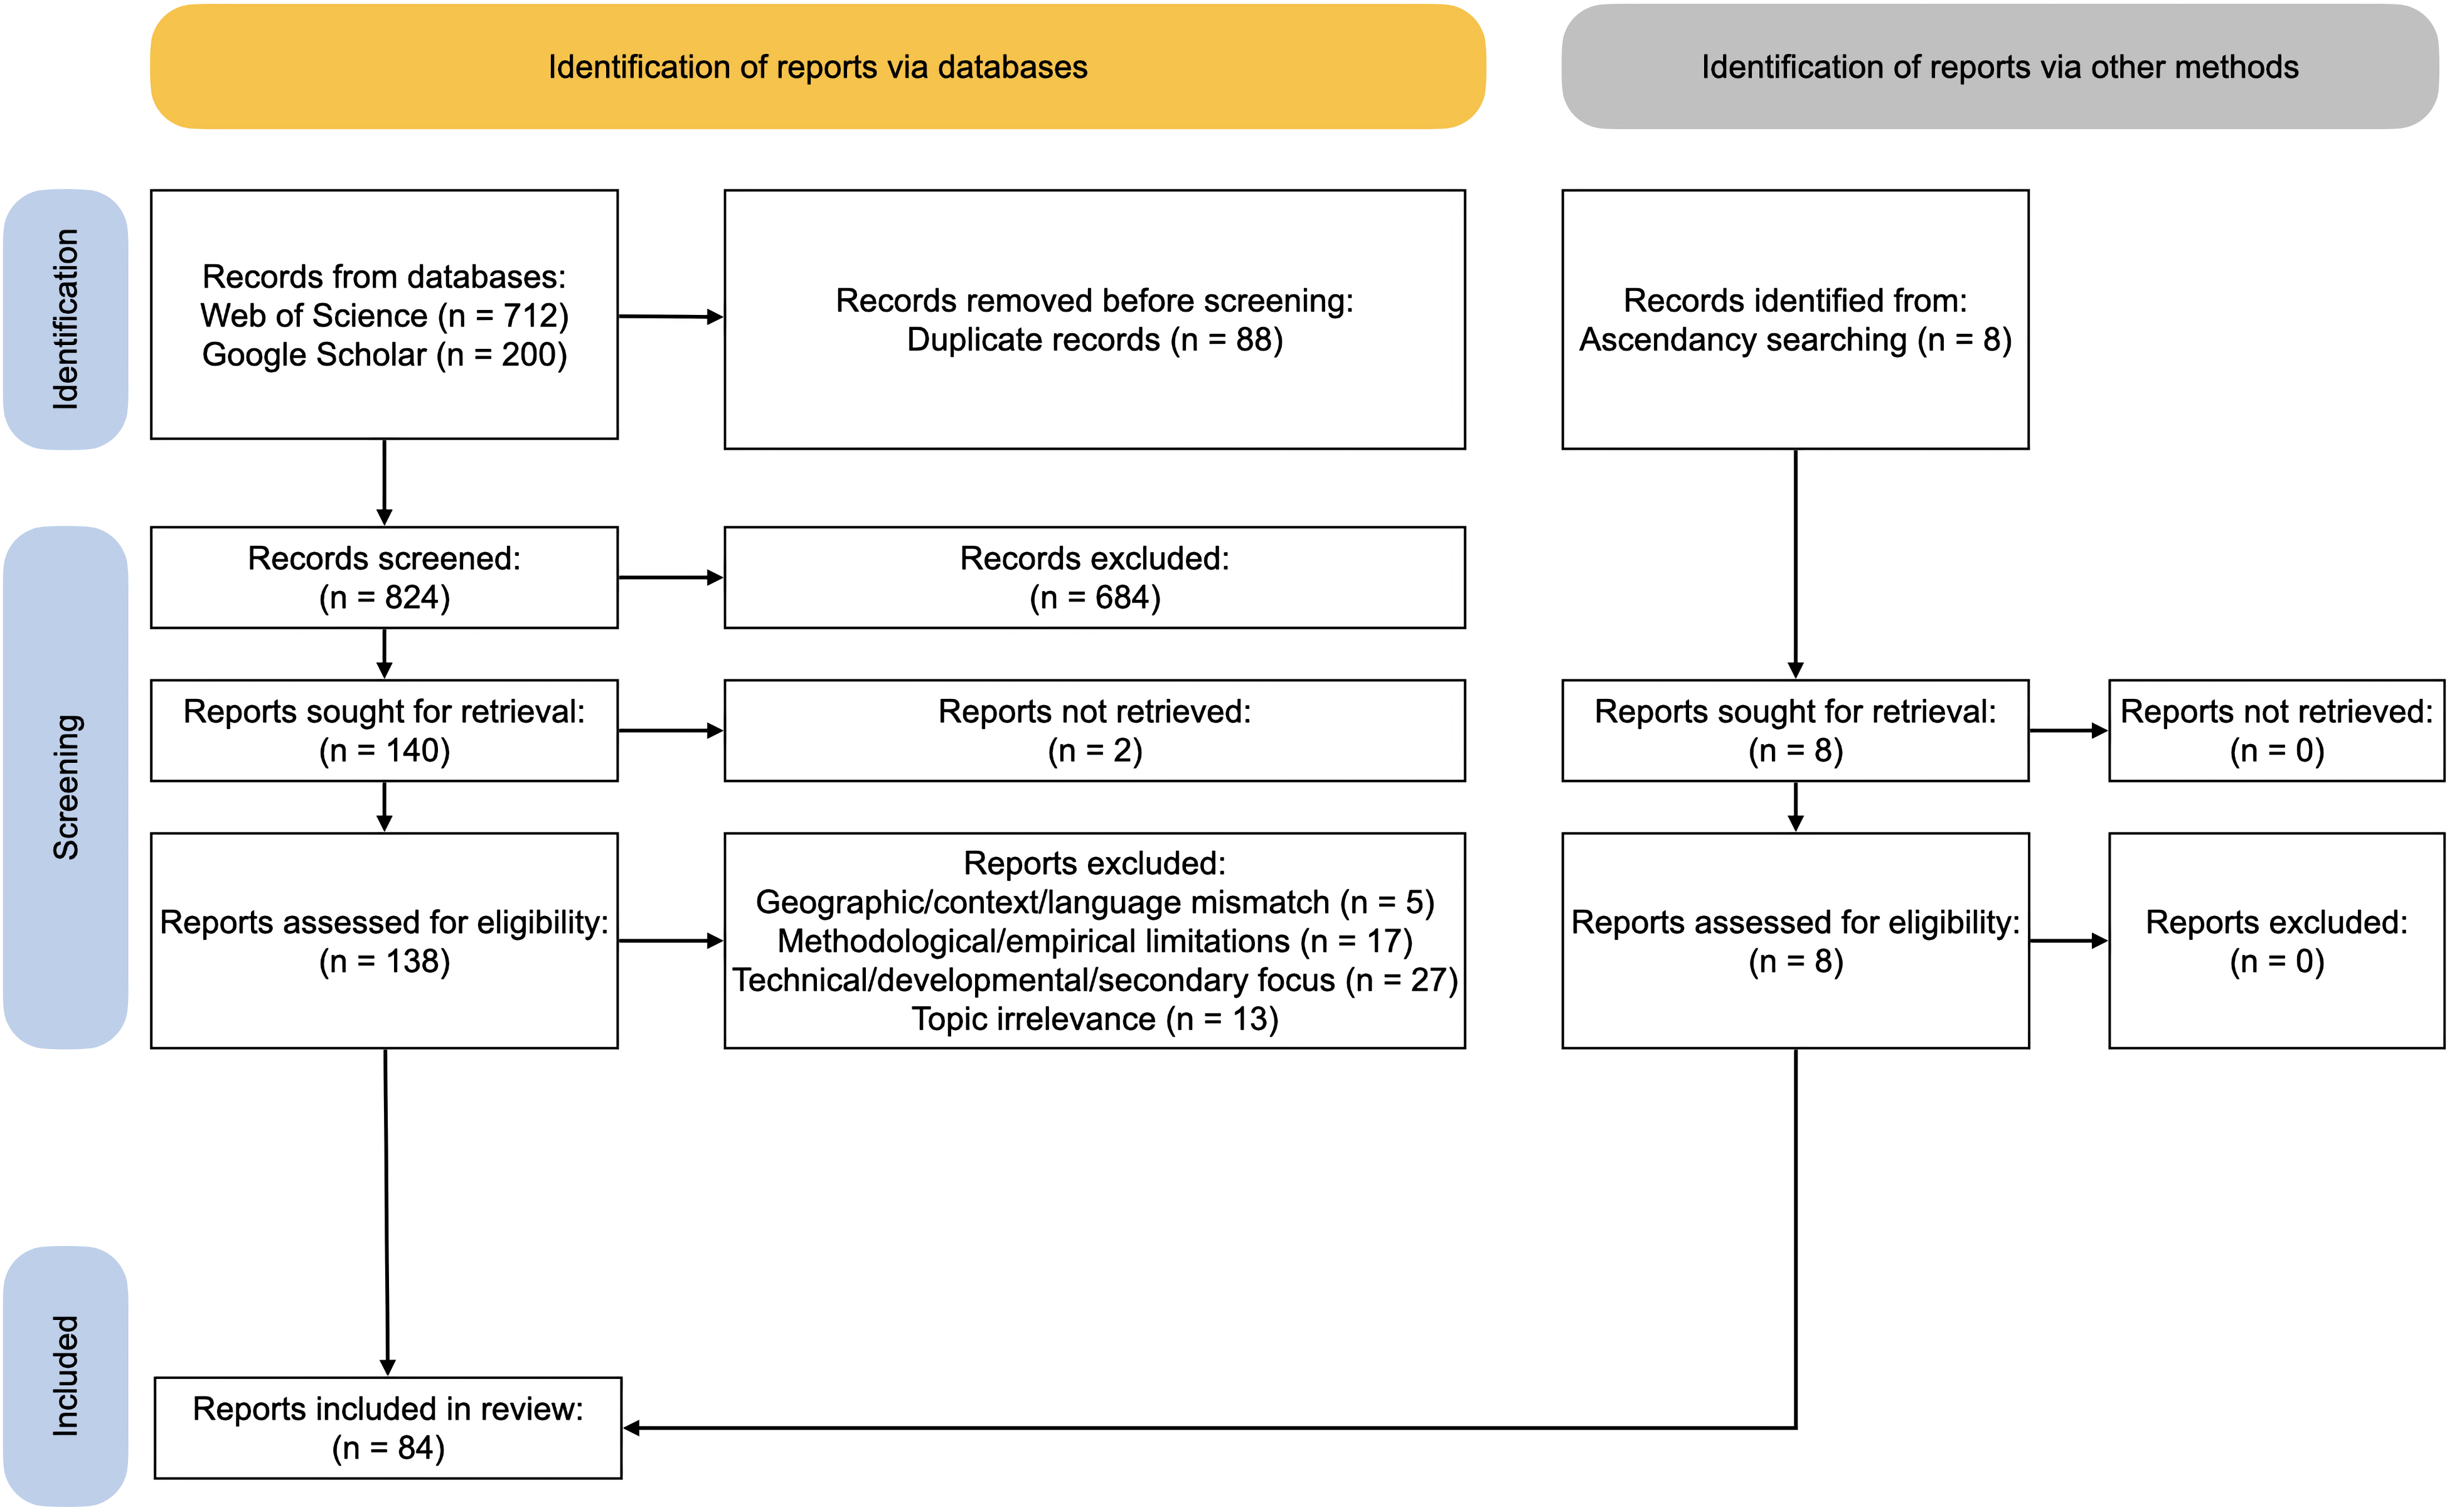 Identification of reports via databases
Identification of reports via other methods
Identification
Records from databases:
Web of Science (n = 712)
Google Scholar (n = 200)
Records removed before screening:
Duplicate records (n = 88)
Records identified from:
Ascendancy searching (n = 8)
Screening
Records screened:
(n = 824)
Records excluded:
(n = 684)
Reports sought for retrieval:
(n = 140)
Reports not retrieved:
(n = 2)
Reports sought for retrieval:
(n = 8)
Reports not retrieved:
(n = 0)
Reports assessed for eligibility:
(n = 138)
Reports excluded:
Geographic/context/language mismatch (n = 5)
Methodological/empirical limitations (n = 17)
Technical/developmental/secondary focus (n = 27)
Topic irrelevance (n = 13)
Reports assessed for eligibility:
(n = 8)
Reports excluded:
(n = 0)
Included
Reports included in review:
(n = 84)